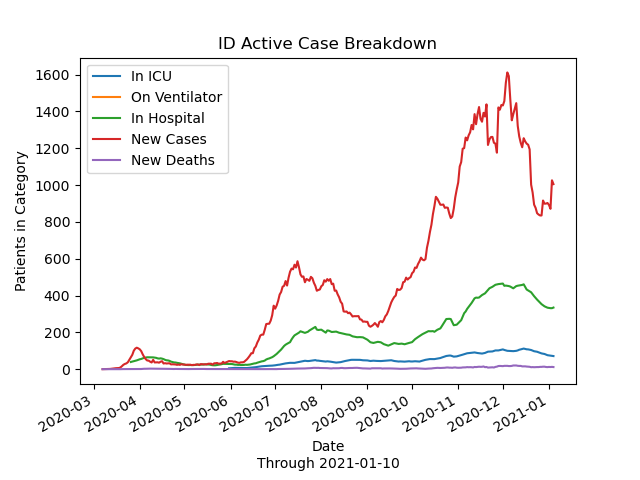 ID Active Case Breakdown
In ICU
On Ventilator
In Hospital
New Cases
New Deaths
Patients in Category
1600
1400
1200
1000
800
600
400
200
0
2020-03
2020-04
2020-05
2020-06
2020-07
2020-08
2020-09
2020-10
2020-11
2020-12
2021-01
Date
Through 2021-01-10